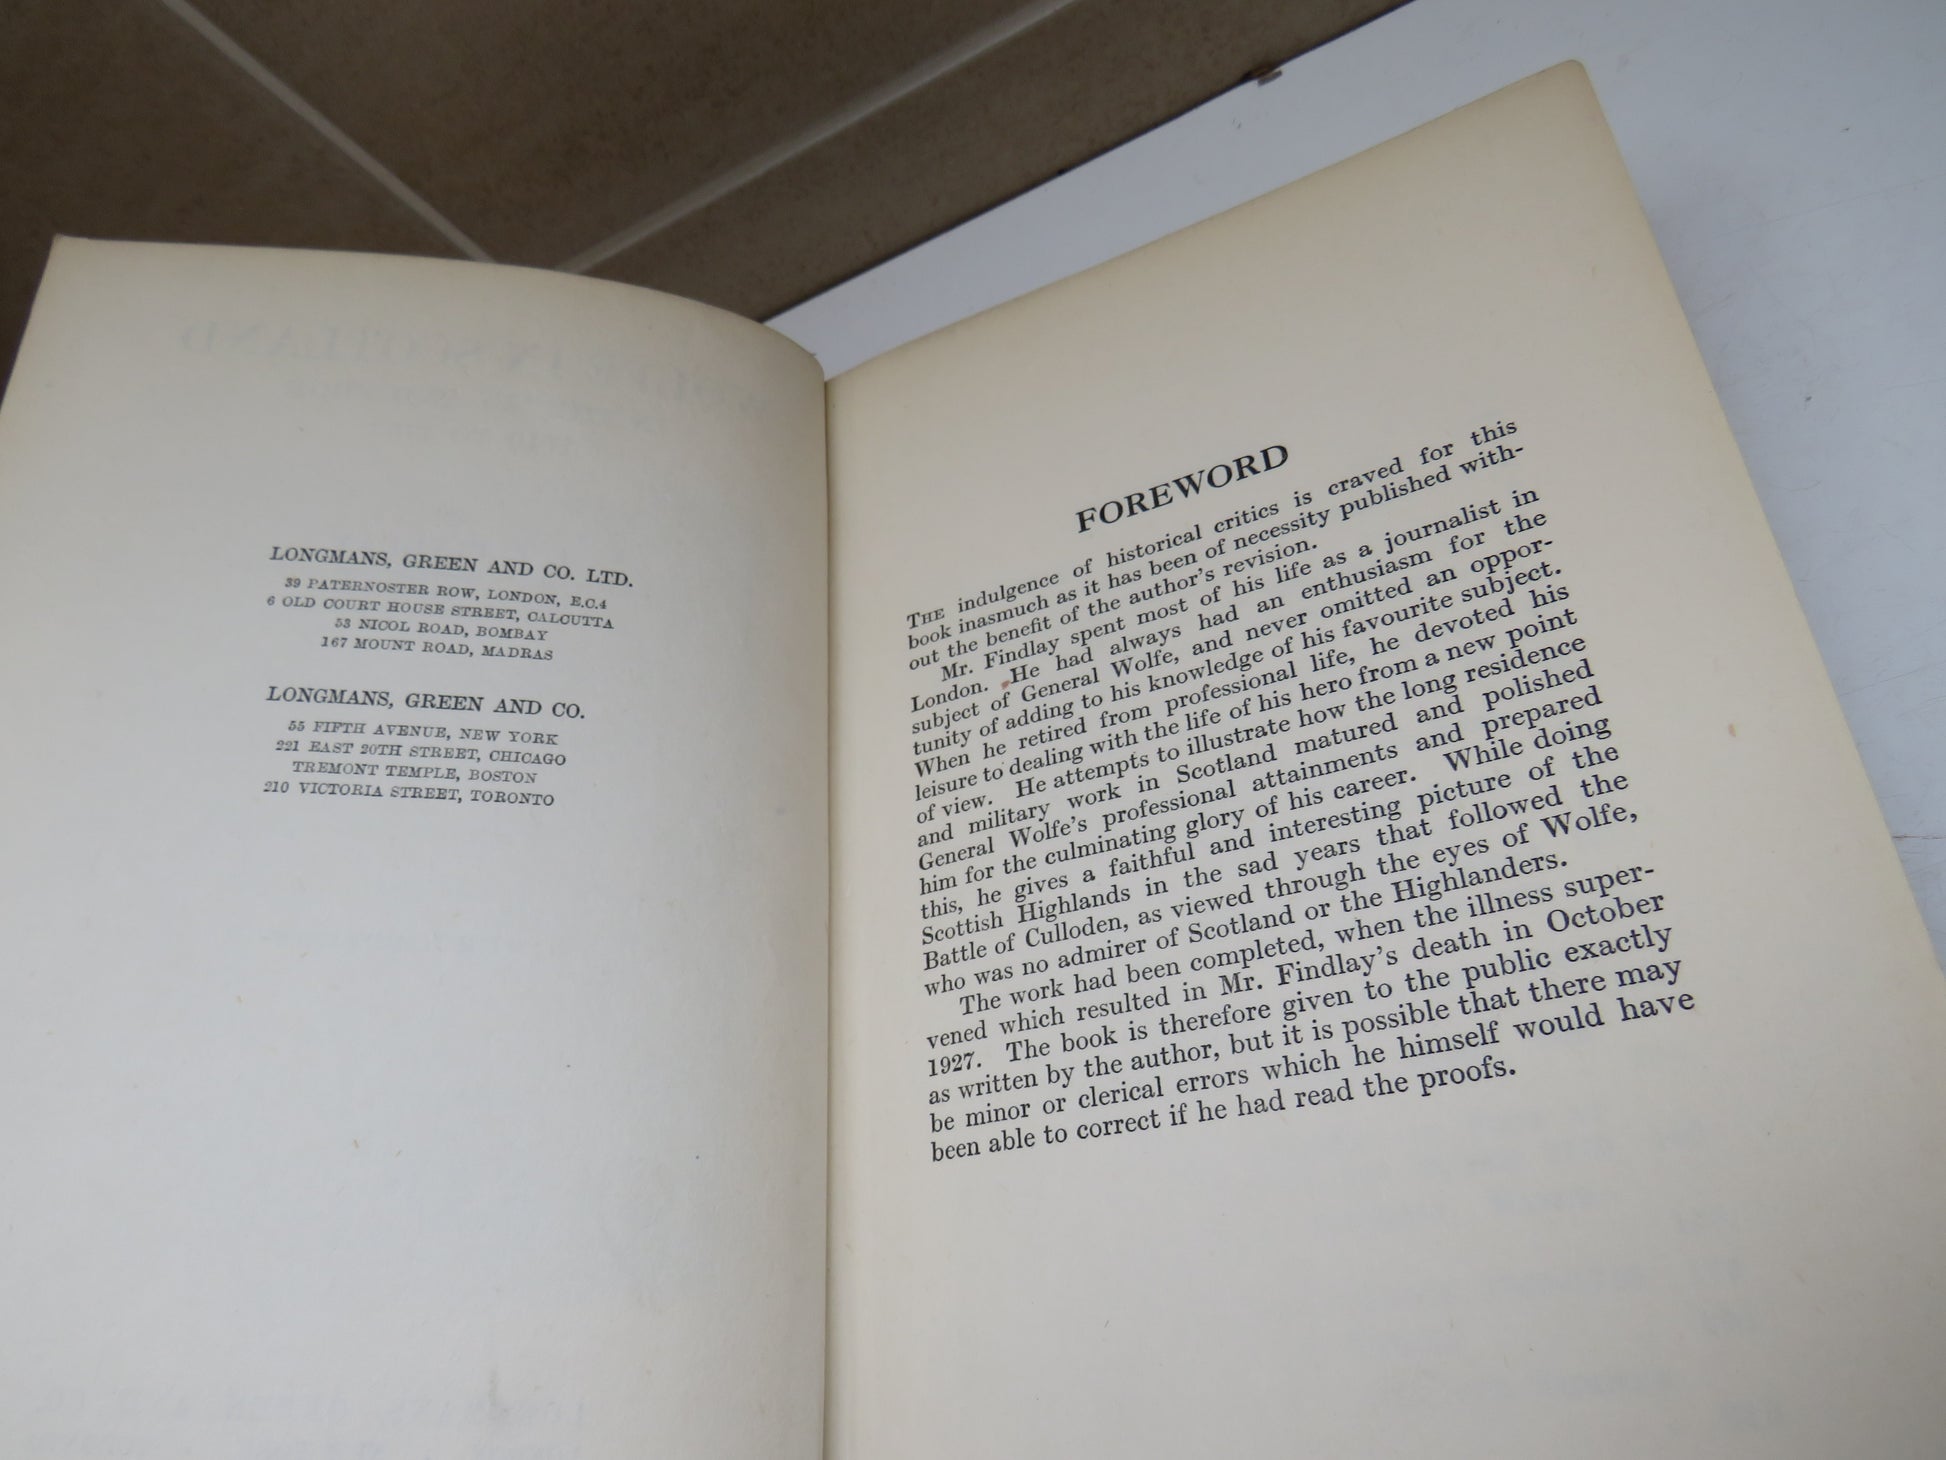 LONGMANS, GREEN AND CO. LTD.
39 PATERNOSTER ROW, LONDON, E.C.4
6 OLD COURT HOUSE STREET, CALCUTTA
53 NICOL ROAD, BOMBAY
167 MOUNT ROAD, MADRAS
LONGMANS, GREEN AND CO.
55 FIFTH AVENUE, NEW YORK
221 EAST 20TH STREET, CHICAGO
TREMONT TEMPLE, BOSTON
210 VICTORIA STREET, TORONTO
FOREWORD
THE indulgence of historical critics is craved for this
book inasmuch as it has been of necessity published with-
out the benefit of the author's revision.
Mr. Findlay spent most of his life as a journalist in
London. He had always had an enthusiasm for the
subject of General Wolfe, and never omitted an oppor-
tunity of adding to his knowledge of his favourite subject.
When he retired from professional life, he devoted his
leisure to dealing with the life of his hero from a new point
of view. He attempts to illustrate how the long residence
and military work in Scotland matured and polished
General Wolfe's professional attainments and prepared
him for the culminating glory of his career. While doing
this, he gives a faithful and interesting picture of the
Scottish Highlands in the sad years that followed the
Battle of Culloden, as viewed through the eyes of Wolfe,
who was no admirer of Scotland or the Highlanders.
The work had been completed, when the illness super-
vened which resulted in Mr. Findlay's death in October
1927. The book is therefore given to the public exactly
as written by the author, but it is possible that there may
be minor or clerical errors which he himself would have
been able to correct if he had read the proofs.